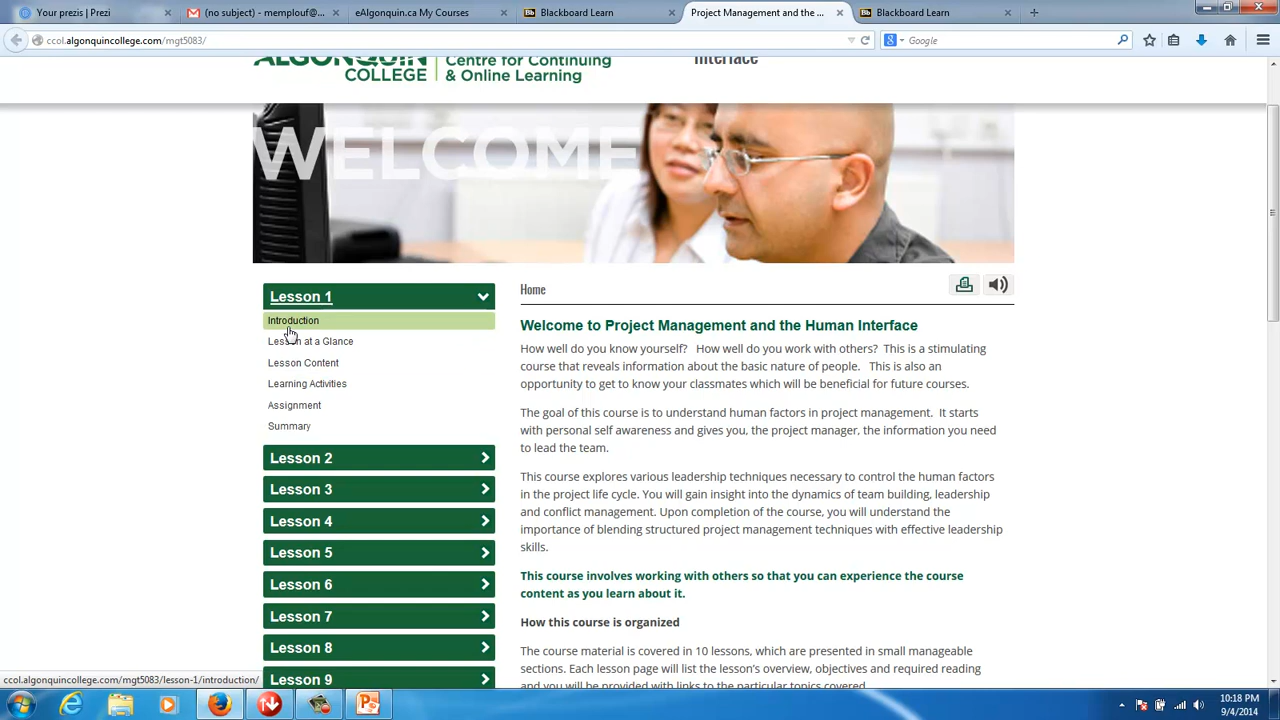 Your prezis | Prezi
(no subject) - memplouf@...
eAlgonquin.ca My Courses
Blackboard Learn
Project Management and the ...
Blackboard Learn
ccol.algonquincollege.com/mgt5083/
Google
ALGONQUIN COLLEGE
Centre for Continuing & Online Learning
Interface
WELCOME
Lesson 1
Introduction
Lesson at a Glance
Lesson Content
Learning Activities
Assignment
Summary
Lesson 2
Lesson 3
Lesson 4
Lesson 5
Lesson 6
Lesson 7
Lesson 8
Lesson 9
Home
Welcome to Project Management and the Human Interface
How well do you know yourself?   How well do you work with others?  This is a stimulating
course that reveals information about the basic nature of people.   This is also an
opportunity to get to know your classmates which will be beneficial for future courses.
The goal of this course is to understand human factors in project management.  It starts
with personal self awareness and gives you, the project manager, the information you need
to lead the team.
This course explores various leadership techniques necessary to control the human factors
in the project life cycle. You will gain insight into the dynamics of team building, leadership
and conflict management. Upon completion of the course, you will understand the
importance of blending structured project management techniques with effective leadership
skills.
This course involves working with others so that you can experience the course
content as you learn about it.
How this course is organized
The course material is covered in 10 lessons, which are presented in small manageable
sections. Each lesson page will list the lesson's overview, objectives and required reading
and you will be provided with links to the particular topics covered.
ccol.algonquincollege.com/mgt5083/lesson-1/introduction/
10:18 PM
9/4/2014